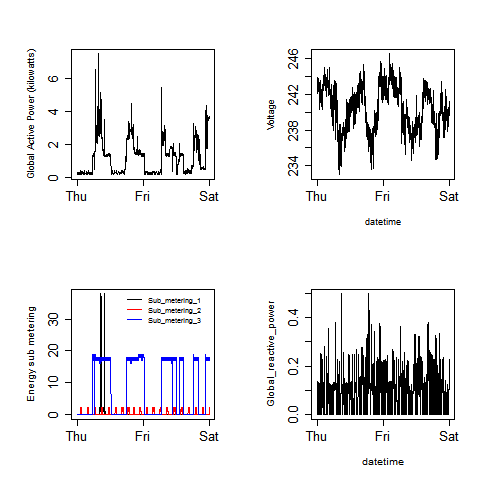 Global Active Power (kilowatts)
6
4
2
0
Thu
Fri
Sat
Voltage
246
242
238
234
Thu
Fri
Sat
datetime
Energy sub metering
30
20
10
0
Sub_metering_1
Sub_metering_2
Sub_metering_3
Thu
Fri
Sat
Global_reactive_power
0.4
0.2
0.0
Thu
Fri
Sat
datetime